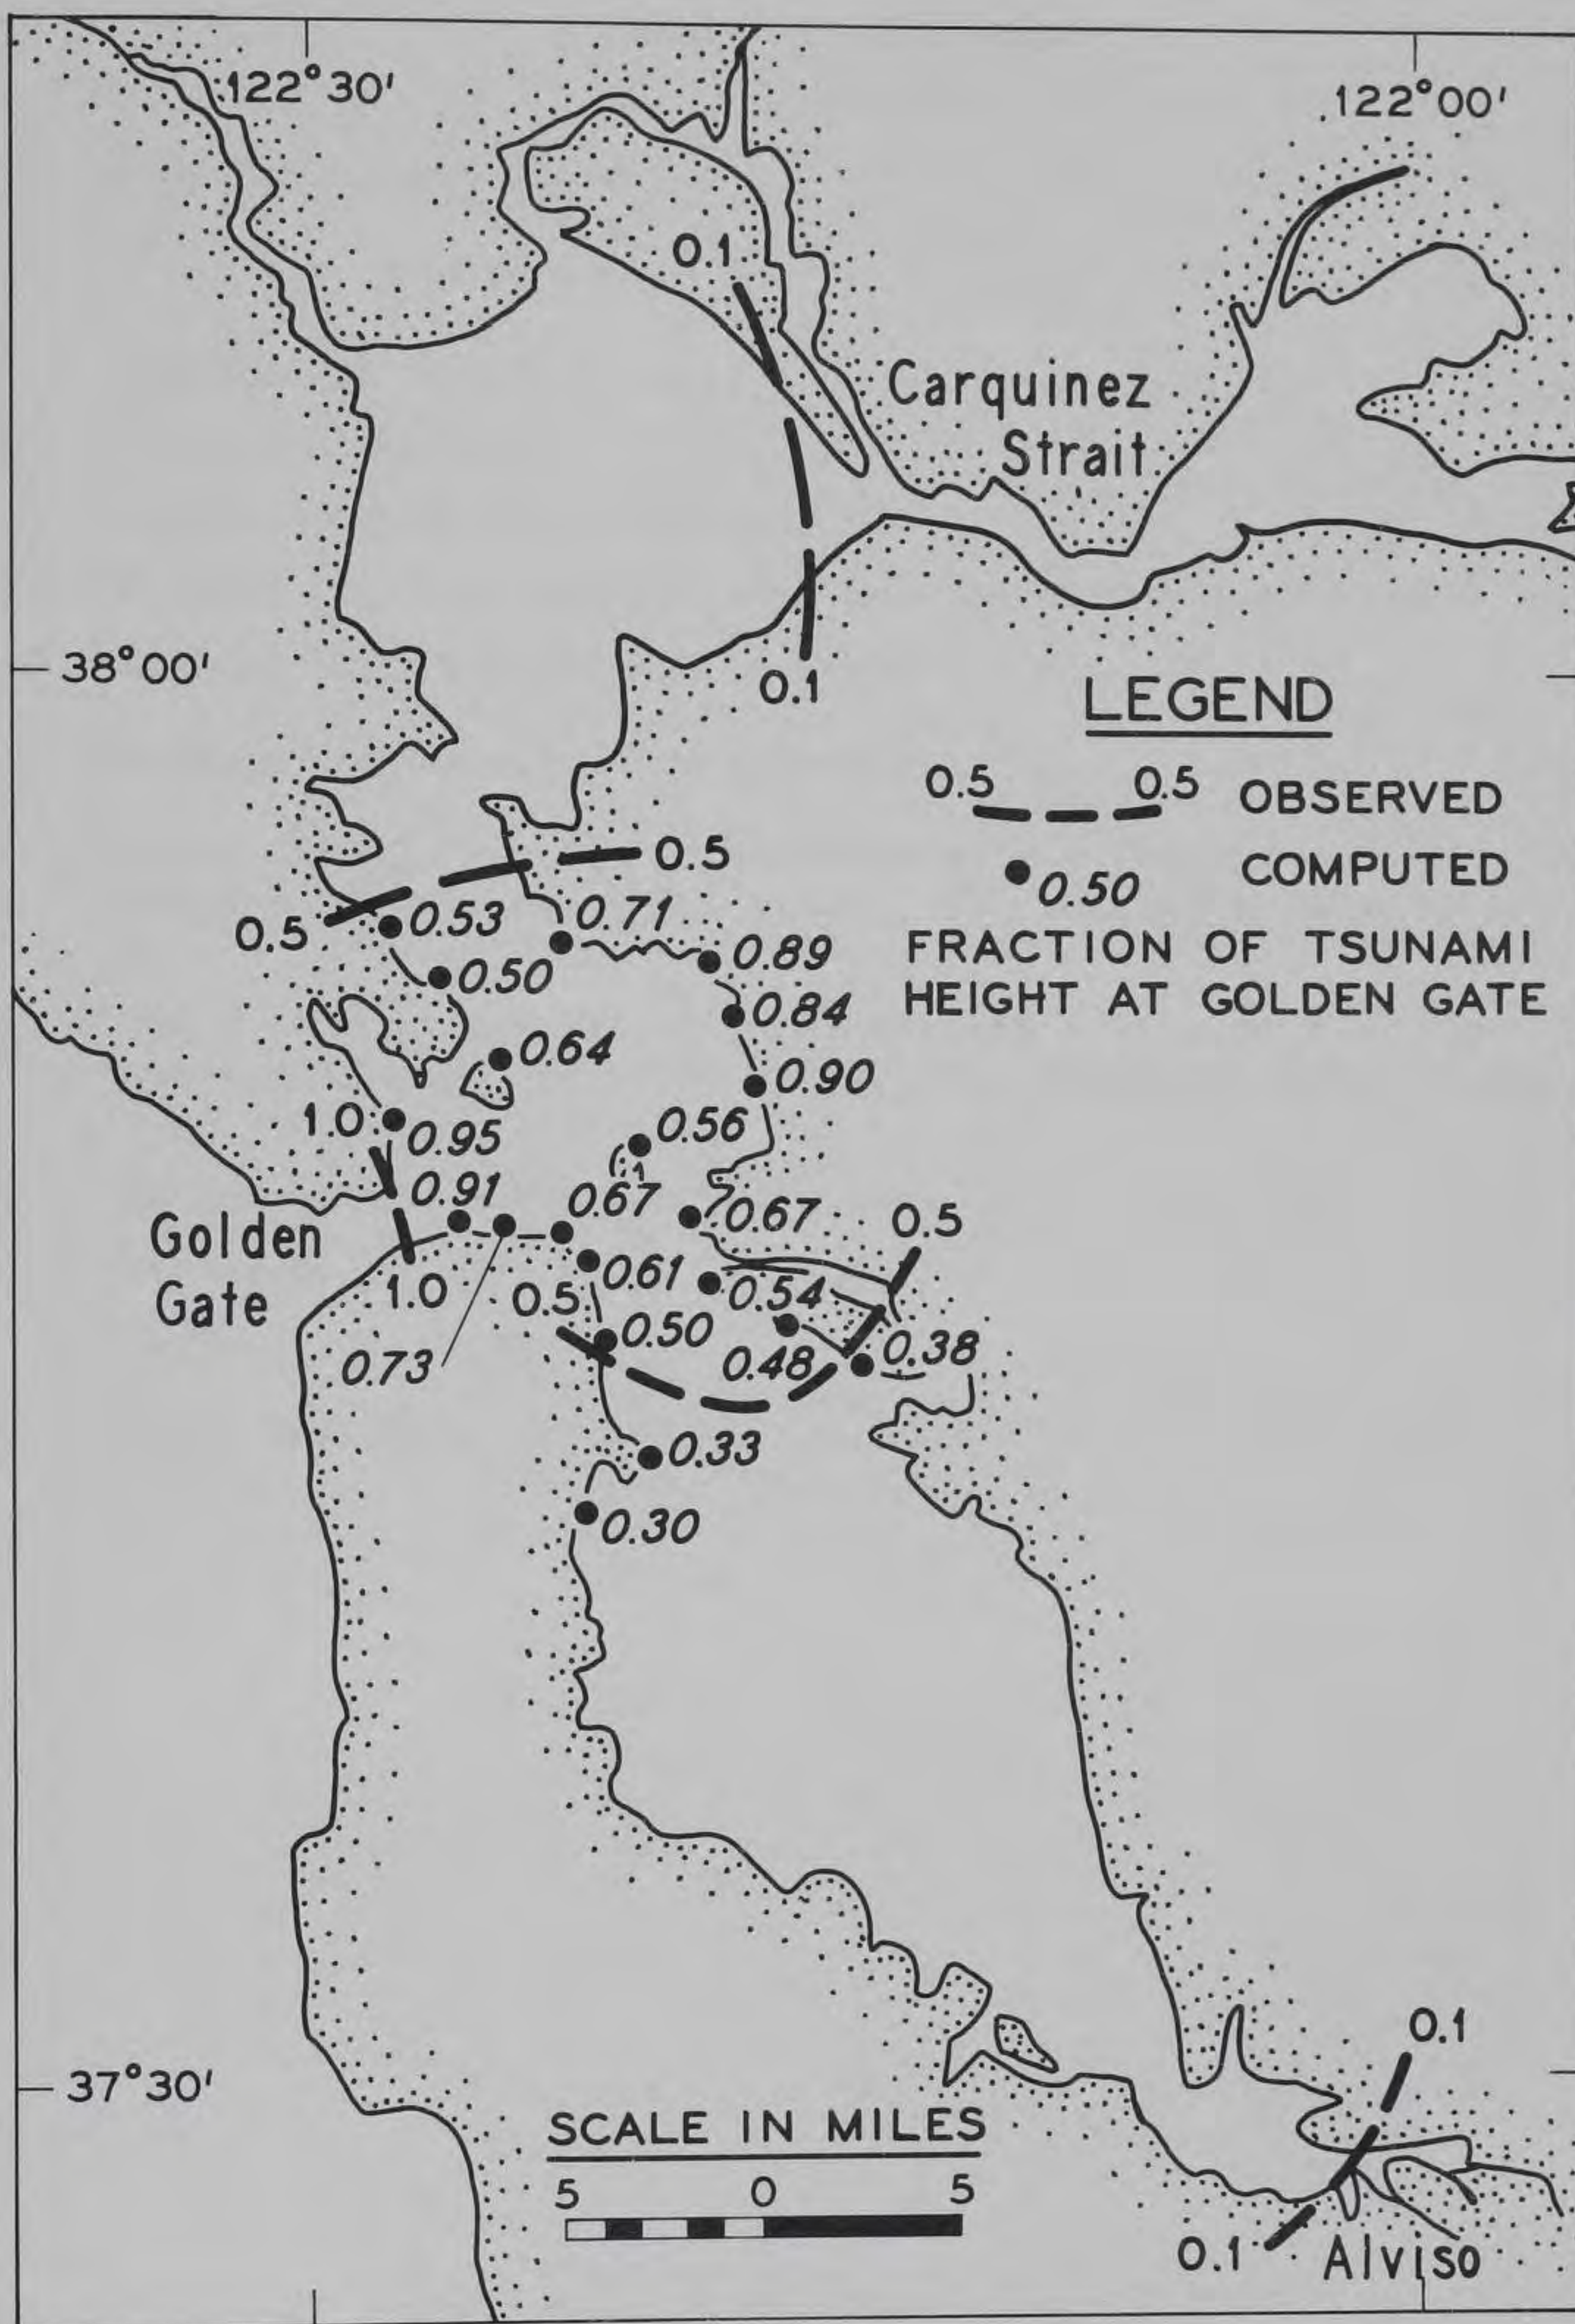 122°30'
122°00'
0.1
Carquinez
Strait
38°00'
0.1
LEGEND
0.5 0.5 OBSERVED
0.50 COMPUTED
FRACTION OF TSUNAMI
HEIGHT AT GOLDEN GATE
0.5
0.5
0.53
0.71
0.89
0.50
0.84
0.64
0.90
1.0
0.95
0.56
0.91
0.67
0.67
0.5
Golden
Gate
1.0
0.5
0.61
0.54
0.50
0.73
0.48
0.38
0.33
0.30
0.1
37°30'
SCALE IN MILES
5 0 5
0.1
Alviso